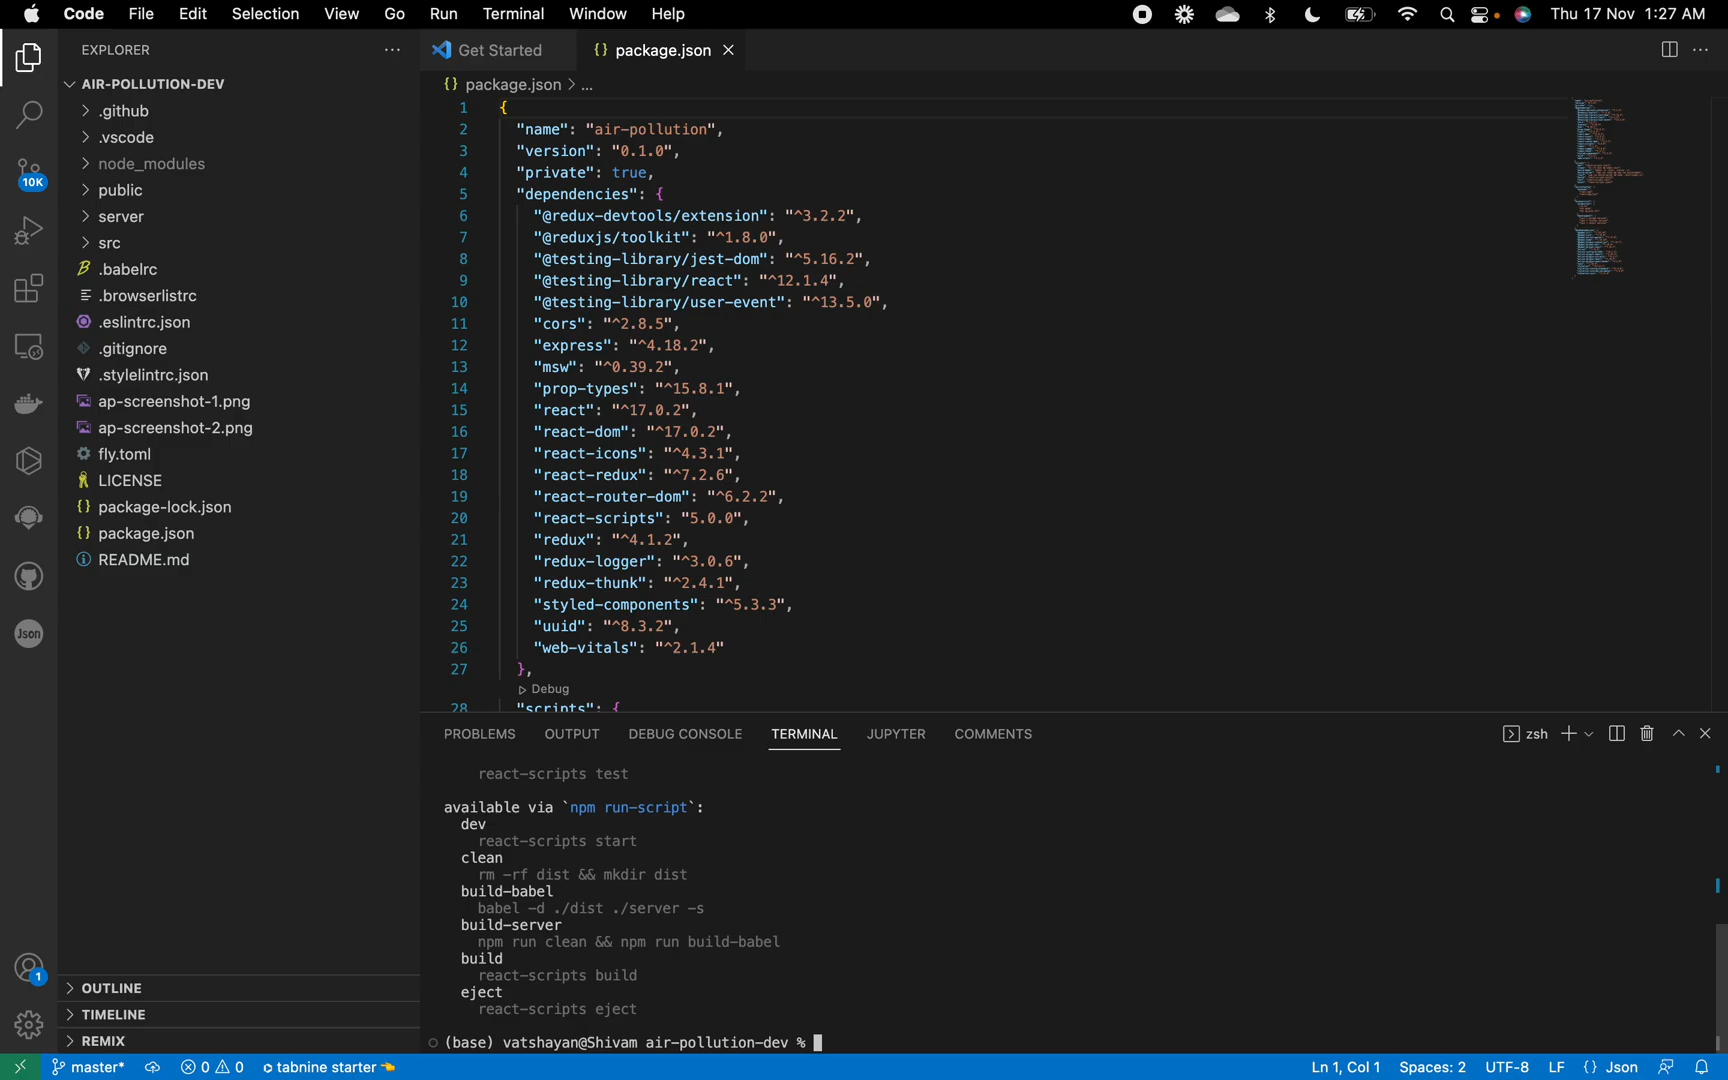 Code File Edit Selection View Go Run Terminal Window Help Thu 17 Nov 1:27 AM
EXPLORER
AIR-POLLUTION-DEV
.github
.vscode
node_modules
public
server
src
.babelrc
.browserlistrc
.eslintrc.json
.gitignore
.stylelintrc.json
ap-screenshot-1.png
ap-screenshot-2.png
fly.toml
LICENSE
package-lock.json
package.json
README.md
OUTLINE
TIMELINE
REMIX
10K
Json
1
Get Started package.json
{} package.json > ...
1 {
2 "name": "air-pollution",
3 "version": "0.1.0",
4 "private": true,
5 "dependencies": {
6 "@redux-devtools/extension": "^3.2.2",
7 "@reduxjs/toolkit": "^1.8.0",
8 "@testing-library/jest-dom": "^5.16.2",
9 "@testing-library/react": "^12.1.4",
10 "@testing-library/user-event": "^13.5.0",
11 "cors": "^2.8.5",
12 "express": "^4.18.2",
13 "msw": "^0.39.2",
14 "prop-types": "^15.8.1",
15 "react": "^17.0.2",
16 "react-dom": "^17.0.2",
17 "react-icons": "^4.3.1",
18 "react-redux": "^7.2.6",
19 "react-router-dom": "^6.2.2",
20 "react-scripts": "5.0.0",
21 "redux": "^4.1.2",
22 "redux-logger": "^3.0.6",
23 "redux-thunk": "^2.4.1",
24 "styled-components": "^5.3.3",
25 "uuid": "^8.3.2",
26 "web-vitals": "^2.1.4"
27 },
Debug
28 "scripts": {
PROBLEMS OUTPUT DEBUG CONSOLE TERMINAL JUPYTER COMMENTS zsh
react-scripts test
available via `npm run-script`:
dev
react-scripts start
clean
rm -rf dist && mkdir dist
build-babel
babel -d ./dist ./server -s
build-server
npm run clean && npm run build-babel
build
react-scripts build
eject
react-scripts eject
(base) vatshayan@Shivam air-pollution-dev %
master* 0 0 tabnine starter Ln 1, Col 1 Spaces: 2 UTF-8 LF {} Json